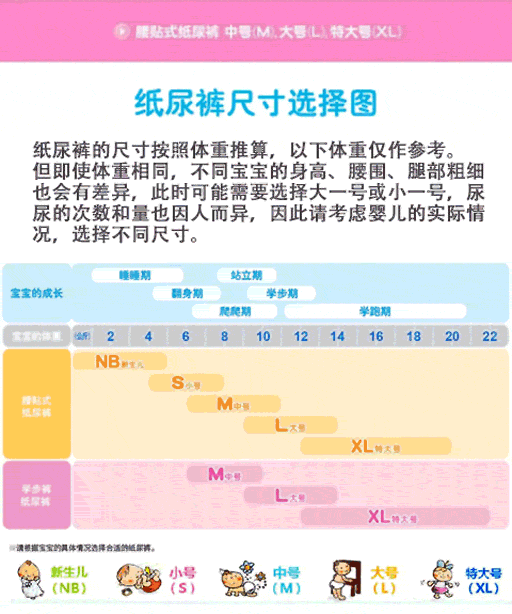 腰贴式纸尿裤 中号(M)、大号(L)、特大号(XL)
纸尿裤尺寸选择图
纸尿裤的尺寸按照体重推算，以下体重仅作参考。
但即使体重相同，不同宝宝的身高、腰围、腿部粗细
也会有差异，此时可能需要选择大一号或小一号，尿
尿的次数和量也因人而异，因此请考虑婴儿的实际情
况，选择不同尺寸。
宝宝的成长
睡睡期 站立期
翻身期 学步期
爬爬期 学跑期
宝宝的体重 2 4 6 8 10 12 14 16 18 20 22
腰贴式
纸尿裤
NB新生儿
S小号
M中号
L大号
XL特大号
学步裤
纸尿裤
M中号
L大号
XL特大号
※请根据宝宝的具体情况选择合适的纸尿裤。
新生儿 小号 中号 大号 特大号
(NB) (S) (M) (L) (XL)